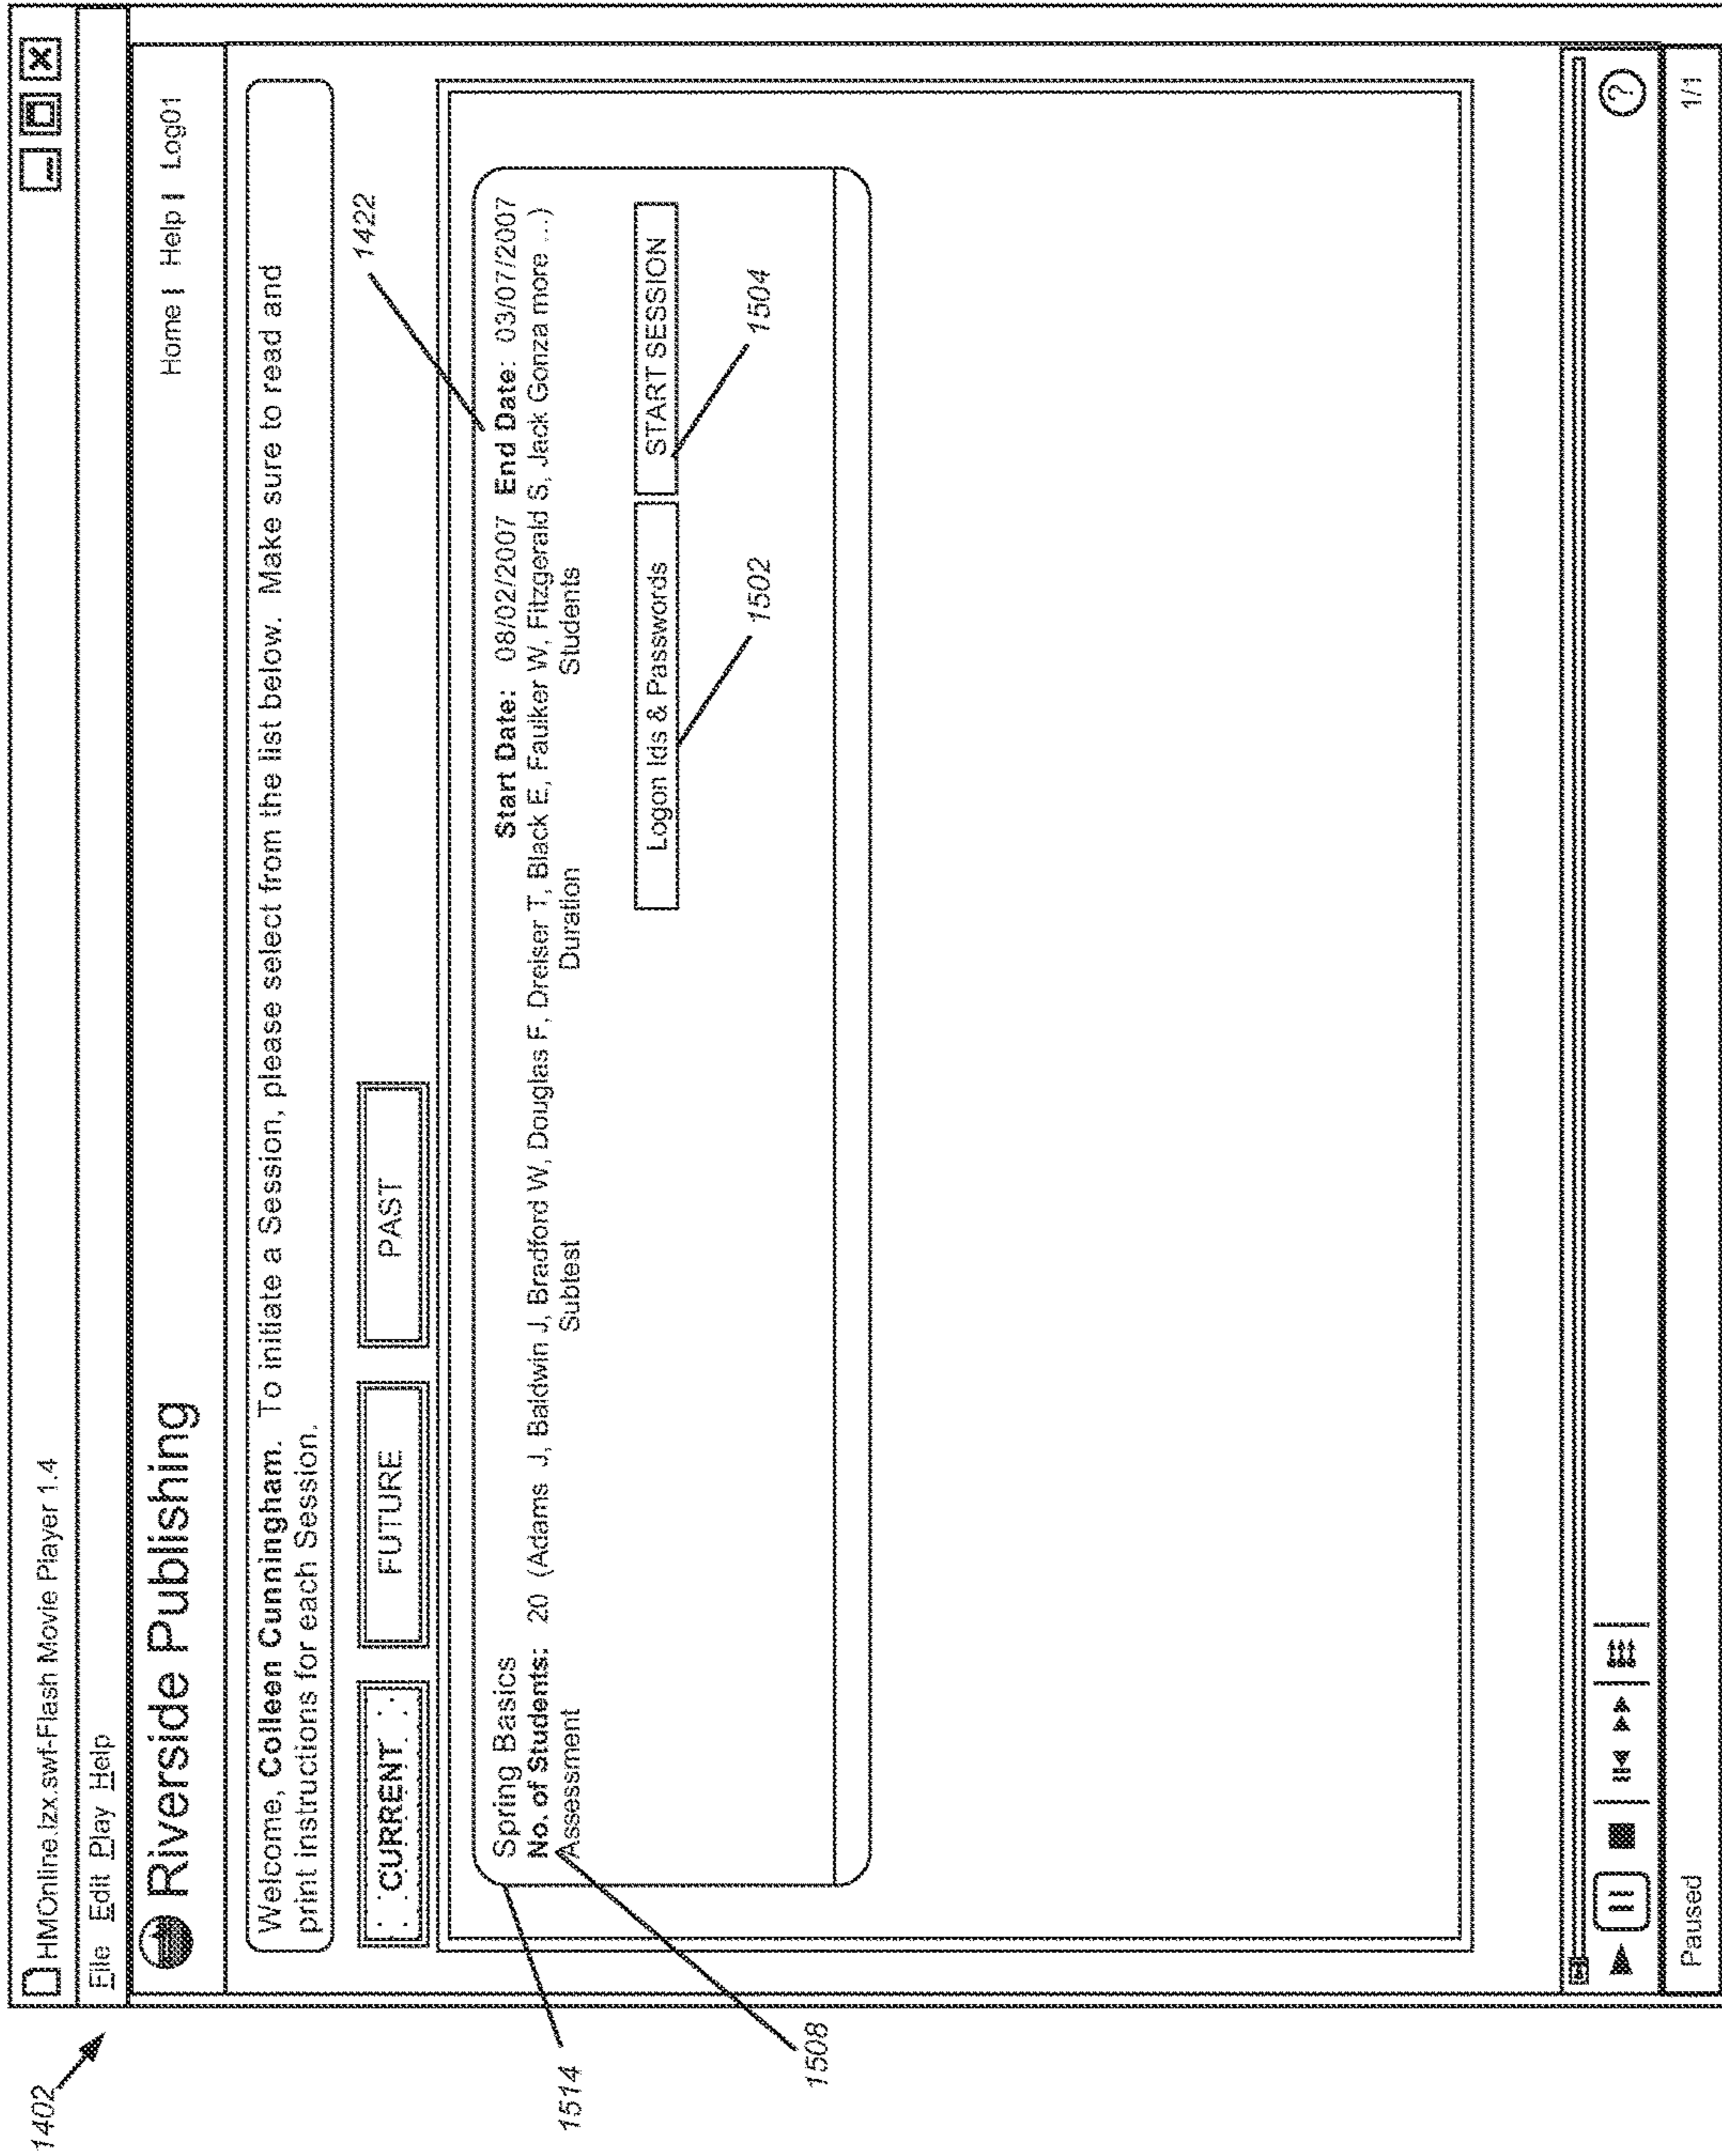 1402
HMOnline.lzx.swf-Flash Movie Player 1.4
File Edit Play Help
Riverside Publishing
Home | Help | Log01
Welcome, Colleen Cunningham. To initiate a Session, please select from the list below. Make sure to read and
print instructions for each Session.
CURRENT FUTURE PAST
1422
Spring Basics Start Date: 08/02/2007 End Date: 03/07/2007
No. of Students: 20 (Adams J, Baldwin J, Bradford W, Douglas F, Dreiser T, Black E, Faulker W, Fitzgerald S, Jack Gonza more ...)
Assessment Subtest Duration Students
1514
Logon Ids & Passwords START SESSION
1502 1504
1508
?
Paused 1/1